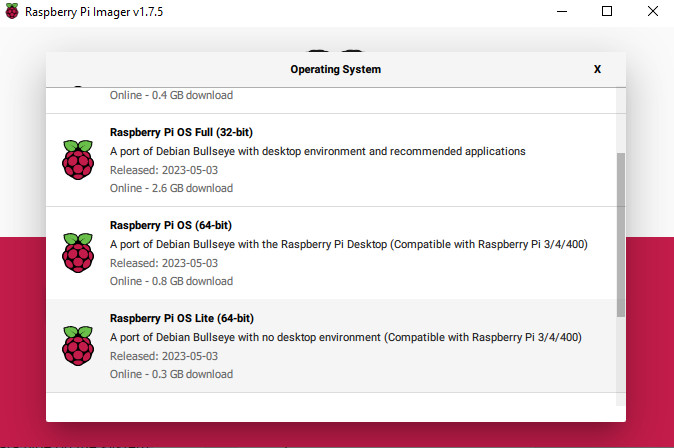 Raspberry Pi Imager v1.7.5
Operating System
X
Online - 0.4 GB download
Raspberry Pi OS Full (32-bit)
A port of Debian Bullseye with desktop environment and recommended applications
Released: 2023-05-03
Online - 2.6 GB download
Raspberry Pi OS (64-bit)
A port of Debian Bullseye with the Raspberry Pi Desktop (Compatible with Raspberry Pi 3/4/400)
Released: 2023-05-03
Online - 0.8 GB download
Raspberry Pi OS Lite (64-bit)
A port of Debian Bullseye with no desktop environment (Compatible with Raspberry Pi 3/4/400)
Released: 2023-05-03
Online - 0.3 GB download